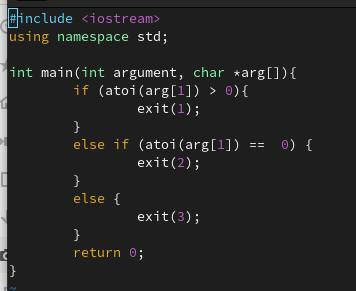 #include <iostream>
using namespace std;

int main(int argument, char *arg[]){
        if (atoi(arg[1]) > 0){
                exit(1);
        }
        else if (atoi(arg[1]) ==  0) {
                exit(2);
        }
        else {
                exit(3);
        }
        return 0;
}
~